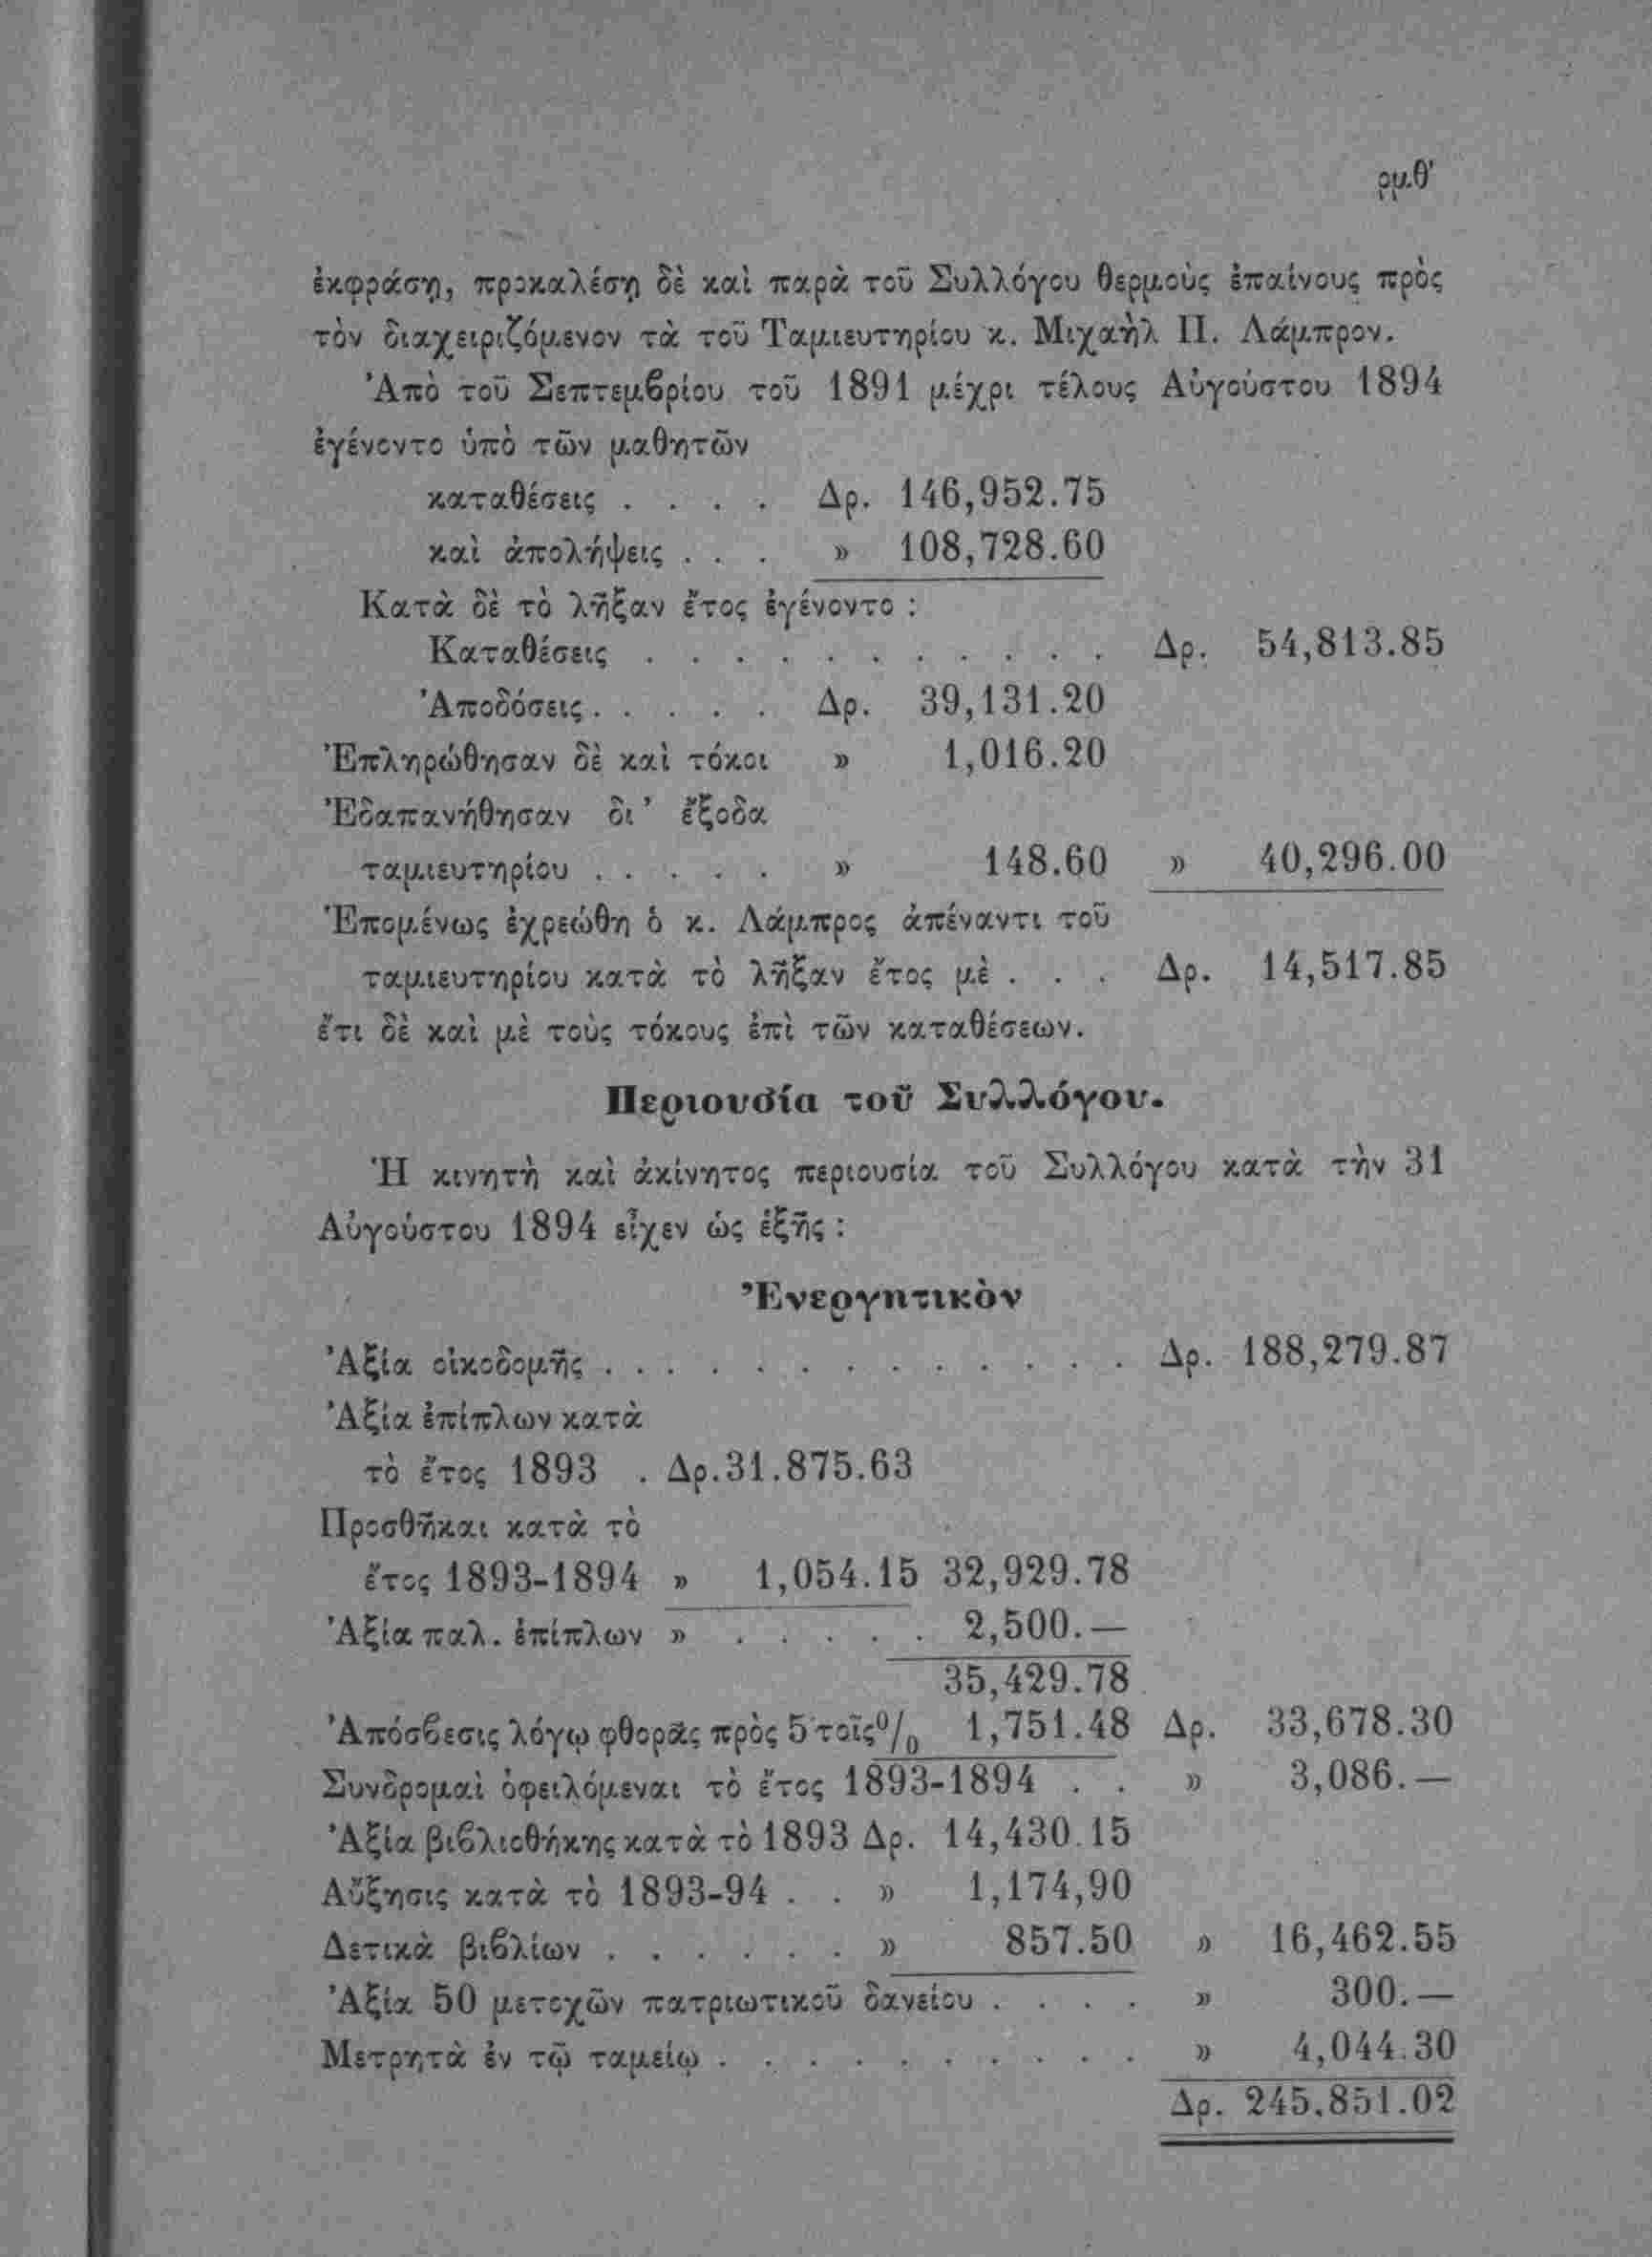 ρμθ'
ἐκφράσῃ, προκαλέσῃ δὲ καὶ παρὰ τοῦ Συλλόγου θερμοὺς ἐπαίνους πρὸς
τὸν διαχειριζόμενον τὰ τοῦ Ταμιευτηρίου κ. Μιχαὴλ Π. Λάμπρον.
Ἀπὸ τοῦ Σεπτεμβρίου τοῦ 1891 μέχρι τέλους Αὐγούστου 1894
ἐγένοντο ὑπὸ τῶν μαθητῶν
καταθέσεις . . . . Δρ. 146,952.75
καὶ ἀπολήψεις . . . » 108,728.60
Κατὰ δὲ τὸ λῆξαν ἔτος ἐγένοντο :
Καταθέσεις . . . . . . . . . . . Δρ. 54,813.85
Ἀποδόσεις . . . . . Δρ. 39,131.20
Ἐπληρώθησαν δὲ καὶ τόκοι » 1,016.20
Ἐδαπανήθησαν δι' ἔξοδα
ταμιευτηρίου . . . . . » 148.60 » 40,296.00
Ἑπομένως ἐχρεώθη ὁ κ. Λάμπρος ἀπέναντι τοῦ
ταμιευτηρίου κατὰ τὸ λῆξαν ἔτος μὲ . . . Δρ. 14,517.85
ἔτι δὲ καὶ μὲ τοὺς τόκους ἐπὶ τῶν καταθέσεων.
Περιουσία τοῦ Συλλόγου.
Ἡ κινητὴ καὶ ἀκίνητος περιουσία τοῦ Συλλόγου κατὰ τὴν 31
Αὐγούστου 1894 εἶχεν ὡς ἑξῆς :
Ἐνεργητικὸν
Ἀξία οἰκοδομῆς . . . . . . . . . . . . . Δρ. 188,279.87
Ἀξία ἐπίπλων κατὰ
τὸ ἔτος 1893 . Δρ.31.875.63
Προσθῆκαι κατὰ τὸ
ἔτος 1893-1894 » 1,054.15 32,929.78
Ἀξία παλ. ἐπίπλων » . . . . . 2,500.—
35,429.78
Ἀπόσβεσις λόγῳ φθορᾶς πρὸς 5 τοῖς 0/0 1,751.48 Δρ. 33,678.30
Συνδρομαὶ ὀφειλόμεναι τὸ ἔτος 1893-1894 . . » 3,086.—
Ἀξία βιβλιοθήκης κατὰ τὸ 1893 Δρ. 14,430.15
Αὔξησις κατὰ τὸ 1893-94 . . » 1,174,90
Δετικὰ βιβλίων . . . . . . » 857.50 » 16,462.55
Ἀξία 50 μετοχῶν πατριωτικοῦ δανείου . . . . » 300.—
Μετρητὰ ἐν τῷ ταμείῳ . . . . . . . . . . » 4,044.30
Δρ. 245.851.02